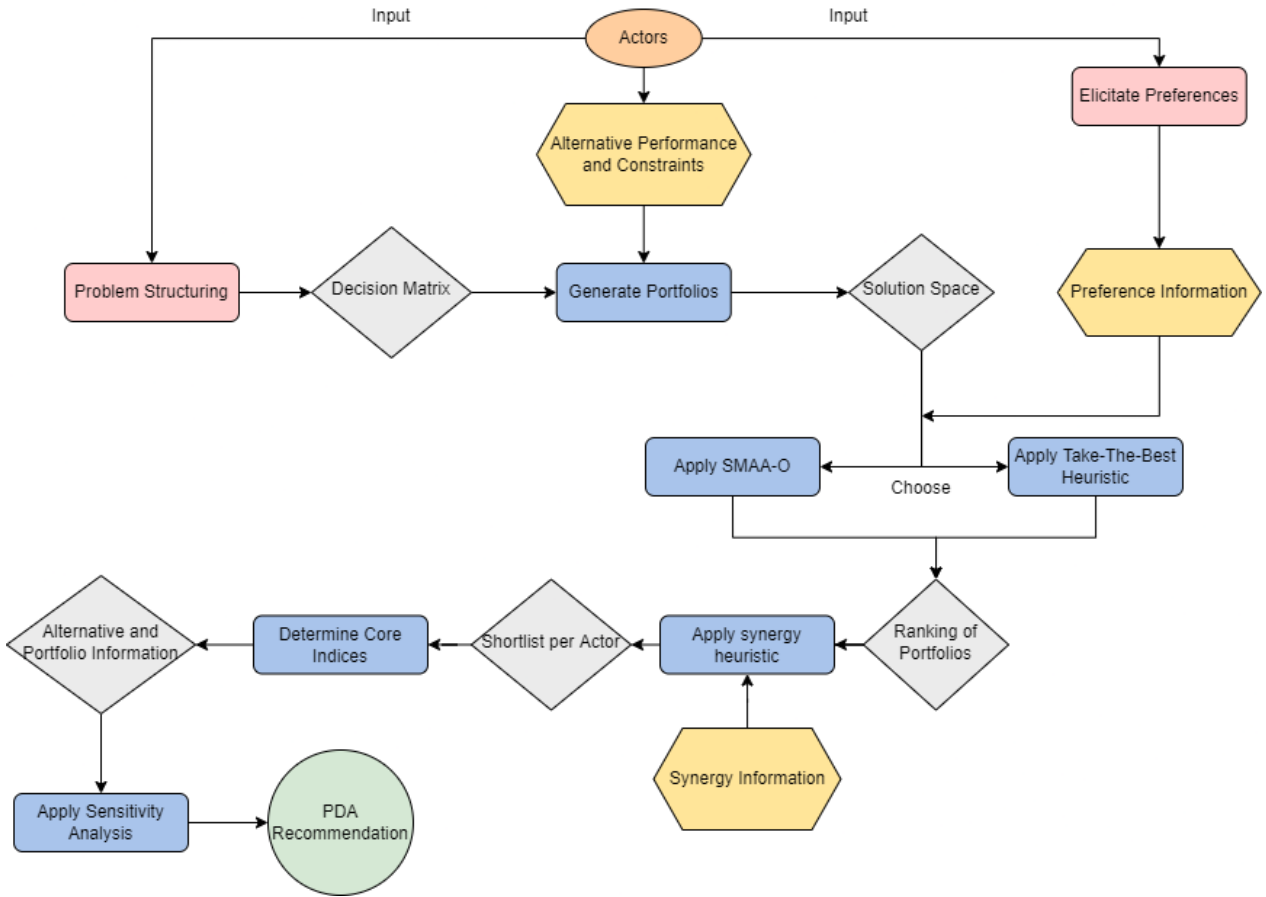 Input
Input
Actors
Elicitate Preferences
Alternative Performance
and Constraints
Problem Structuring
Decision Matrix
Generate Portfolios
Solution Space
Preference Information
Apply SMAA-O
Choose
Apply Take-The-Best
Heuristic
Alternative and
Portfolio Information
Determine Core
Indices
Shortlist per Actor
Apply synergy
heuristic
Ranking of
Portfolios
Synergy Information
Apply Sensitivity
Analysis
PDA
Recommendation